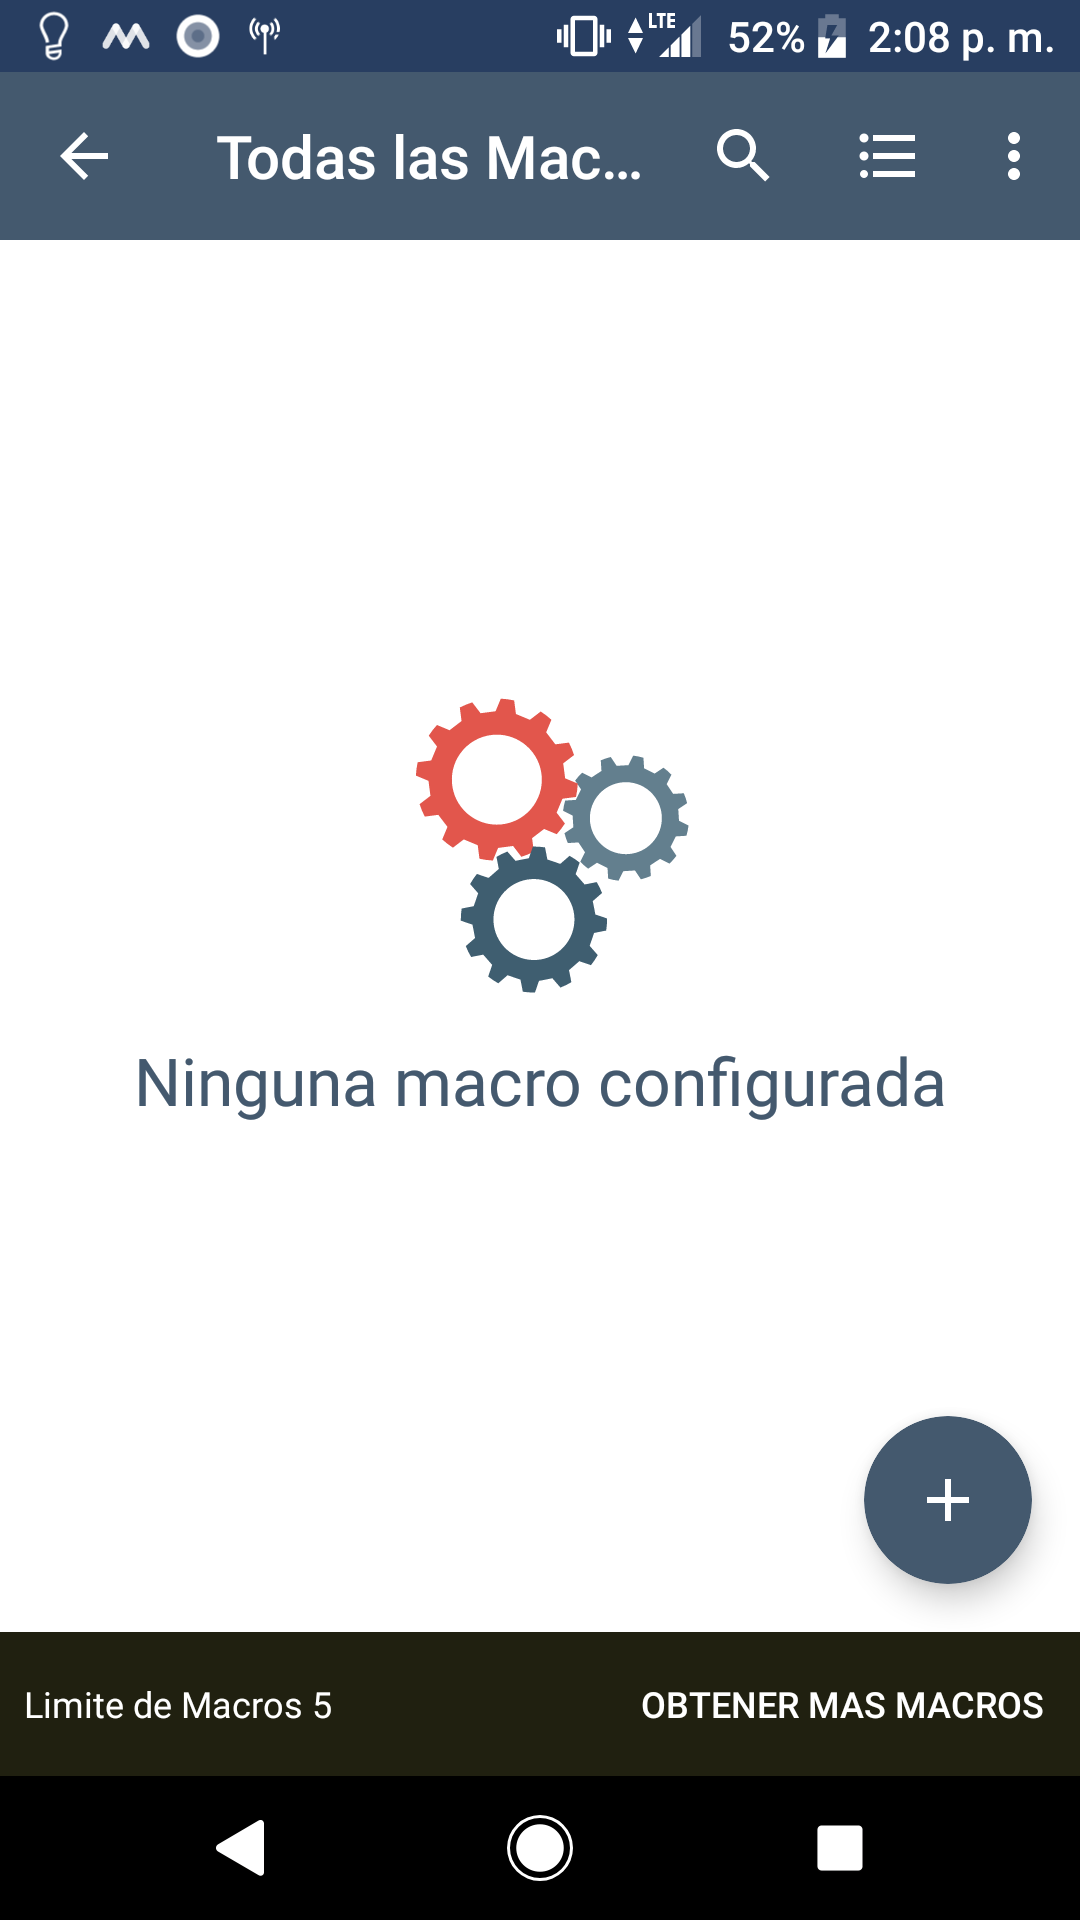 LTE 52% 2:08 p. m.
Todas las Mac...
Ninguna macro configurada
Limite de Macros 5 OBTENER MAS MACROS